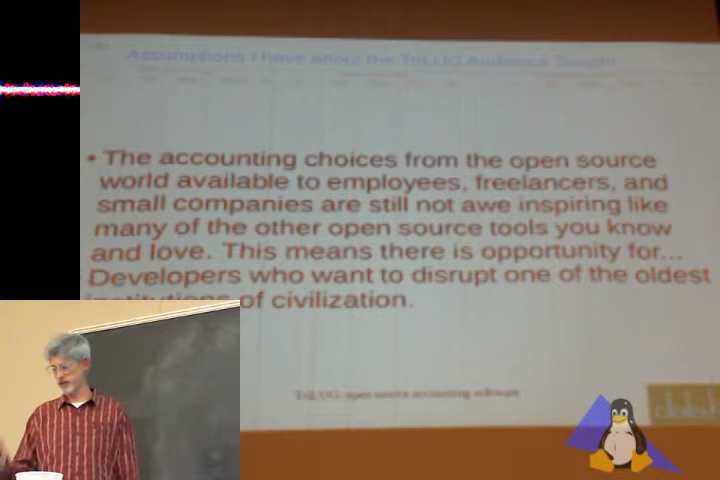 Assumptions I have about the TriLUG Audience Tonight
• The accounting choices from the open source
world available to employees, freelancers, and
small companies are still not awe inspiring like
many of the other open source tools you know
and love. This means there is opportunity for...
Developers who want to disrupt one of the oldest
institutions of civilization.
TriLUG: open source accounting software